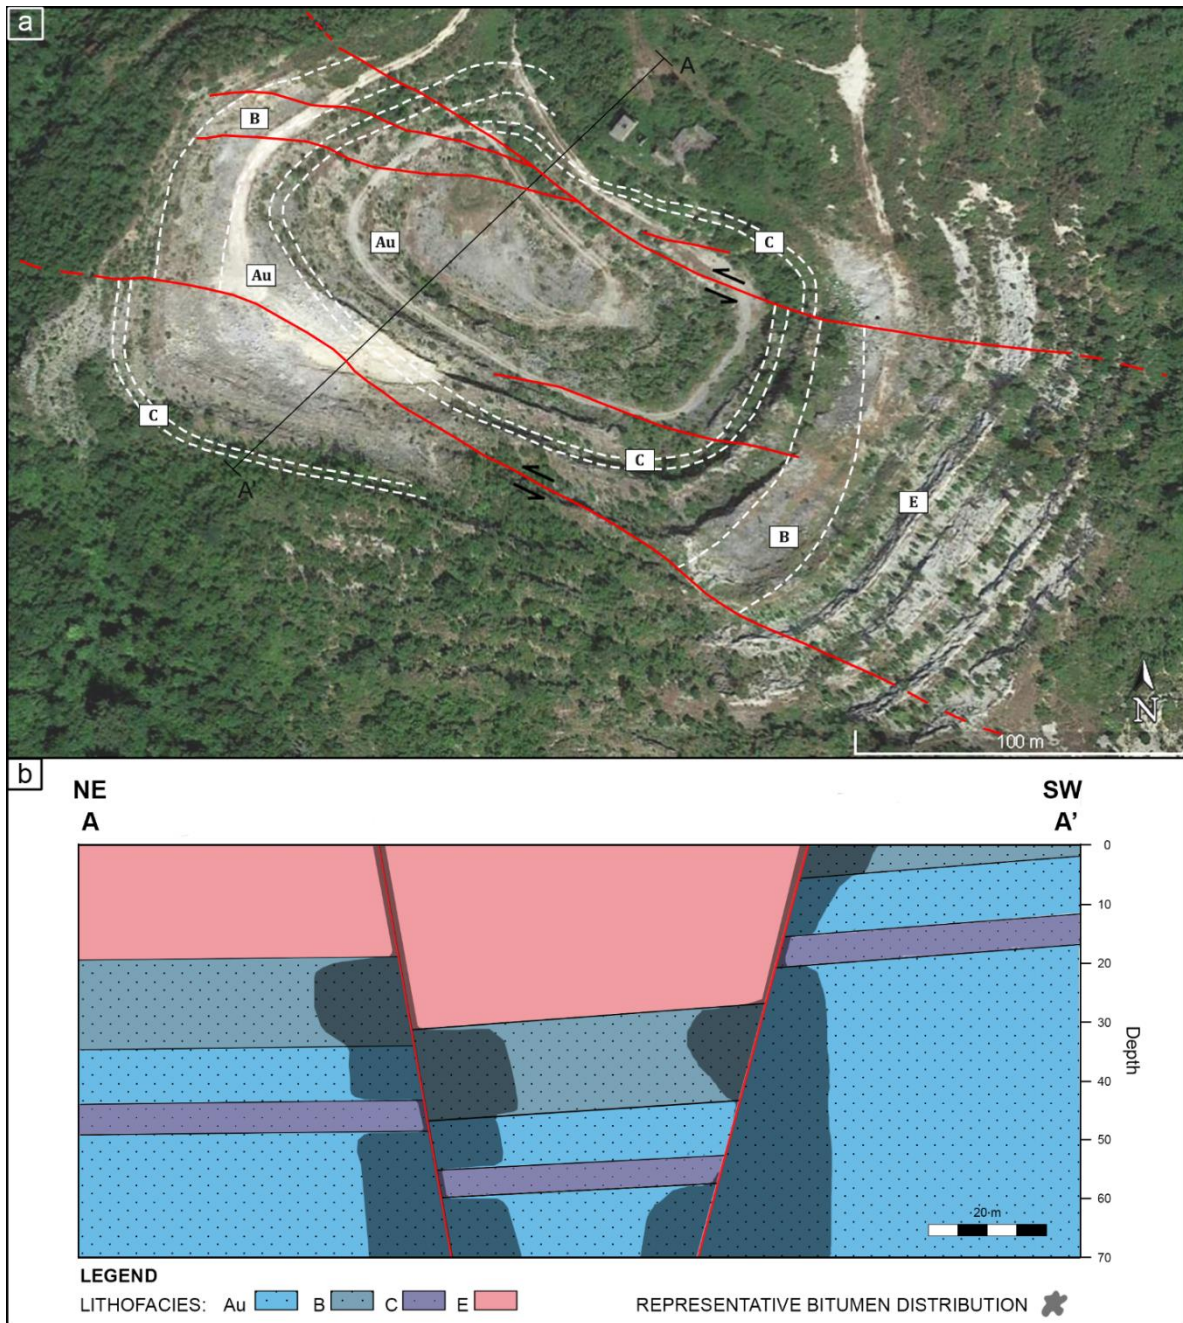 a
A
B
C
Au
Au
C
C
E
A'
B
N
100 m
b
NE
SW
A
A’
0
10
20
30
40
50
60
70
Depth
20 m
LEGEND
LITHOFACIES: Au B C E
REPRESENTATIVE BITUMEN DISTRIBUTION